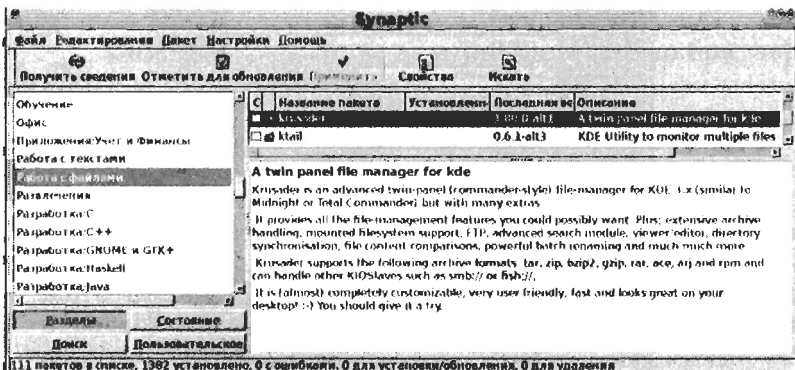 Synaptic
Файл Редактирование Пакет Настройки Помощь
Получить сведения Отметить для обновления Применить Свойства Искать
С Название пакета Установленн Последняя вс Описание
krusader 1.80.0-alt1 A twin panel file manager for kde
ktail 0.6.1-alt3 KDE Utility to monitor multiple files
Обучение
Офис
Приложения:Учет и Финансы
Работа с текстами
Работа с файлами
Развлечения
Разработка:C
Разработка:C++
Разработка:GNOME и GTK+
Разработка:Haskell
Разработка:Java
Разделы Состояние
Поиск Пользовательское
A twin panel file manager for kde
Krusader is an advanced twin-panel (commander-style) file-manager for KDE 3.x (similar to
Midnight or Total Commander) but with many extras.
It provides all the file-management features you could possibly want. Plus: extensive archive
handling, mounted filesystem support, FTP, advanced search module, viewer/editor, directory
synchronisation, file content comparisons, powerful batch renaming and much much more.
Krusader supports the following archive formats: tar, zip, bzip2, gzip, rar, ace, arj and rpm and
can handle other KIOSlaves such as smb:// or fish://.
It is (almost) completely customizable, very user friendly, fast and looks great on your
desktop! :-) You should give it a try.
111 пакетов в списке, 1382 установлено, 0 с ошибками, 0 для установки/обновления, 0 для удаления